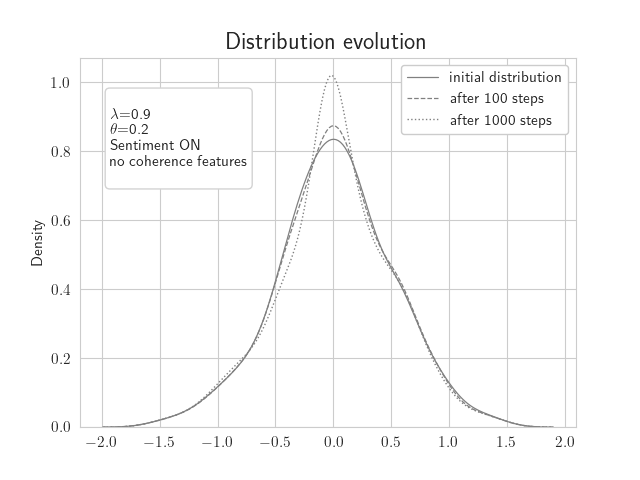 Distribution evolution
initial distribution
after 100 steps
after 1000 steps
λ=0.9
θ=0.2
Sentiment ON
no coherence features
Density
1.0
0.8
0.6
0.4
0.2
0.0
−2.0 −1.5 −1.0 −0.5 0.0 0.5 1.0 1.5 2.0